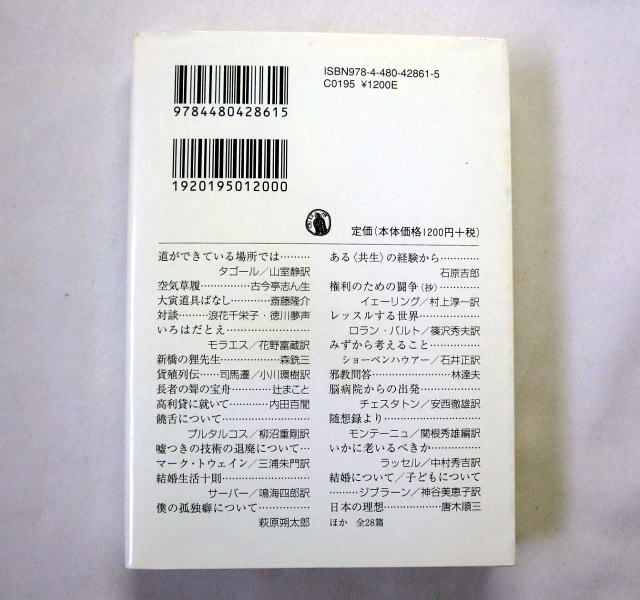 ISBN978-4-480-42861-5
C0195 ¥1200E
9784480428615
1920195012000
定価(本体価格1200円+税)
道ができている場所では………
タゴール/山室静訳
空気草履…………古今亭志ん生
大寅道具ばなし…………斎藤隆介
対談………浪花千栄子・徳川夢声
いろはだとえ……………………
モラエス/花野富蔵訳
新橋の狸先生……………森銑三
貨殖列伝……司馬遷/小川環樹訳
長者の聟の宝舟………辻まこと
高利貸に就いて…………内田百閒
饒舌について……………………
プルタルコス/柳沼重剛訳
嘘つきの技術の退廃について…
マーク・トウェイン/三浦朱門訳
結婚生活十則……………………
サーバー/鳴海四郎訳
僕の孤独癖について……………
萩原朔太郎
ある〈共生〉の経験から…………
石原吉郎
権利のための闘争(抄)…………
イェーリング/村上淳一訳
レッスルする世界………………
ロラン・バルト/篠沢秀夫訳
みずから考えること……………
ショーペンハウアー/石井正訳
邪教問答…………………林達夫
脳病院からの出発………………
チェスタトン/安西徹雄訳
随想録より………………………
モンテーニュ/関根秀雄編訳
いかに老いるべきか……………
ラッセル/中村秀吉訳
結婚について/子どもについて
………ジブラーン/神谷美恵子訳
日本の理想………………唐木順三
ほか 全28篇